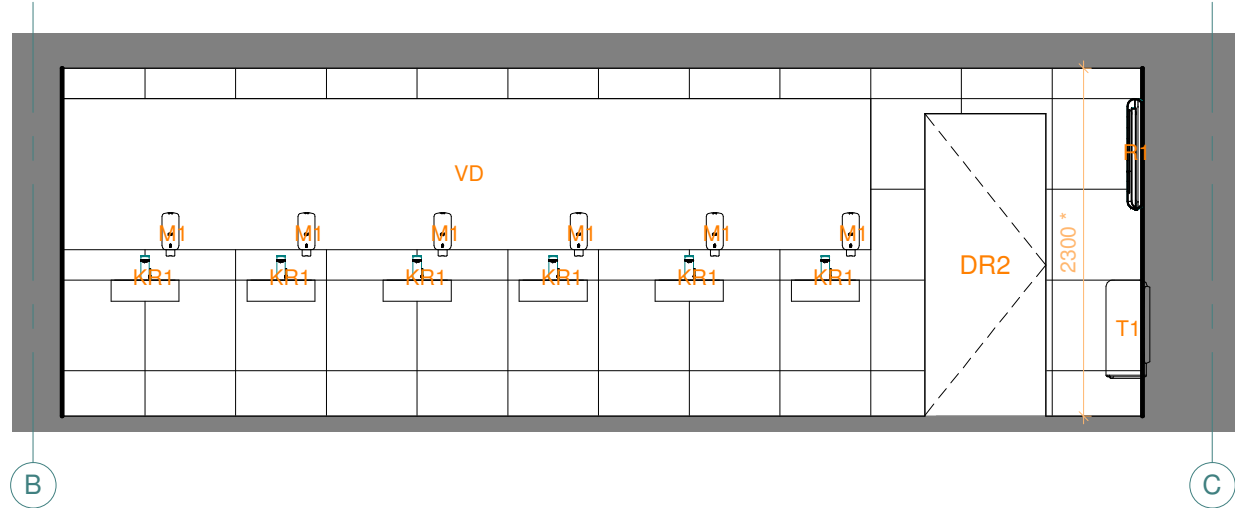 R1
VD
M1 M1 M1 M1 M1 M1
2300 *
DR2
KR1 KR1 KR1 KR1 KR1 KR1
T1
B C